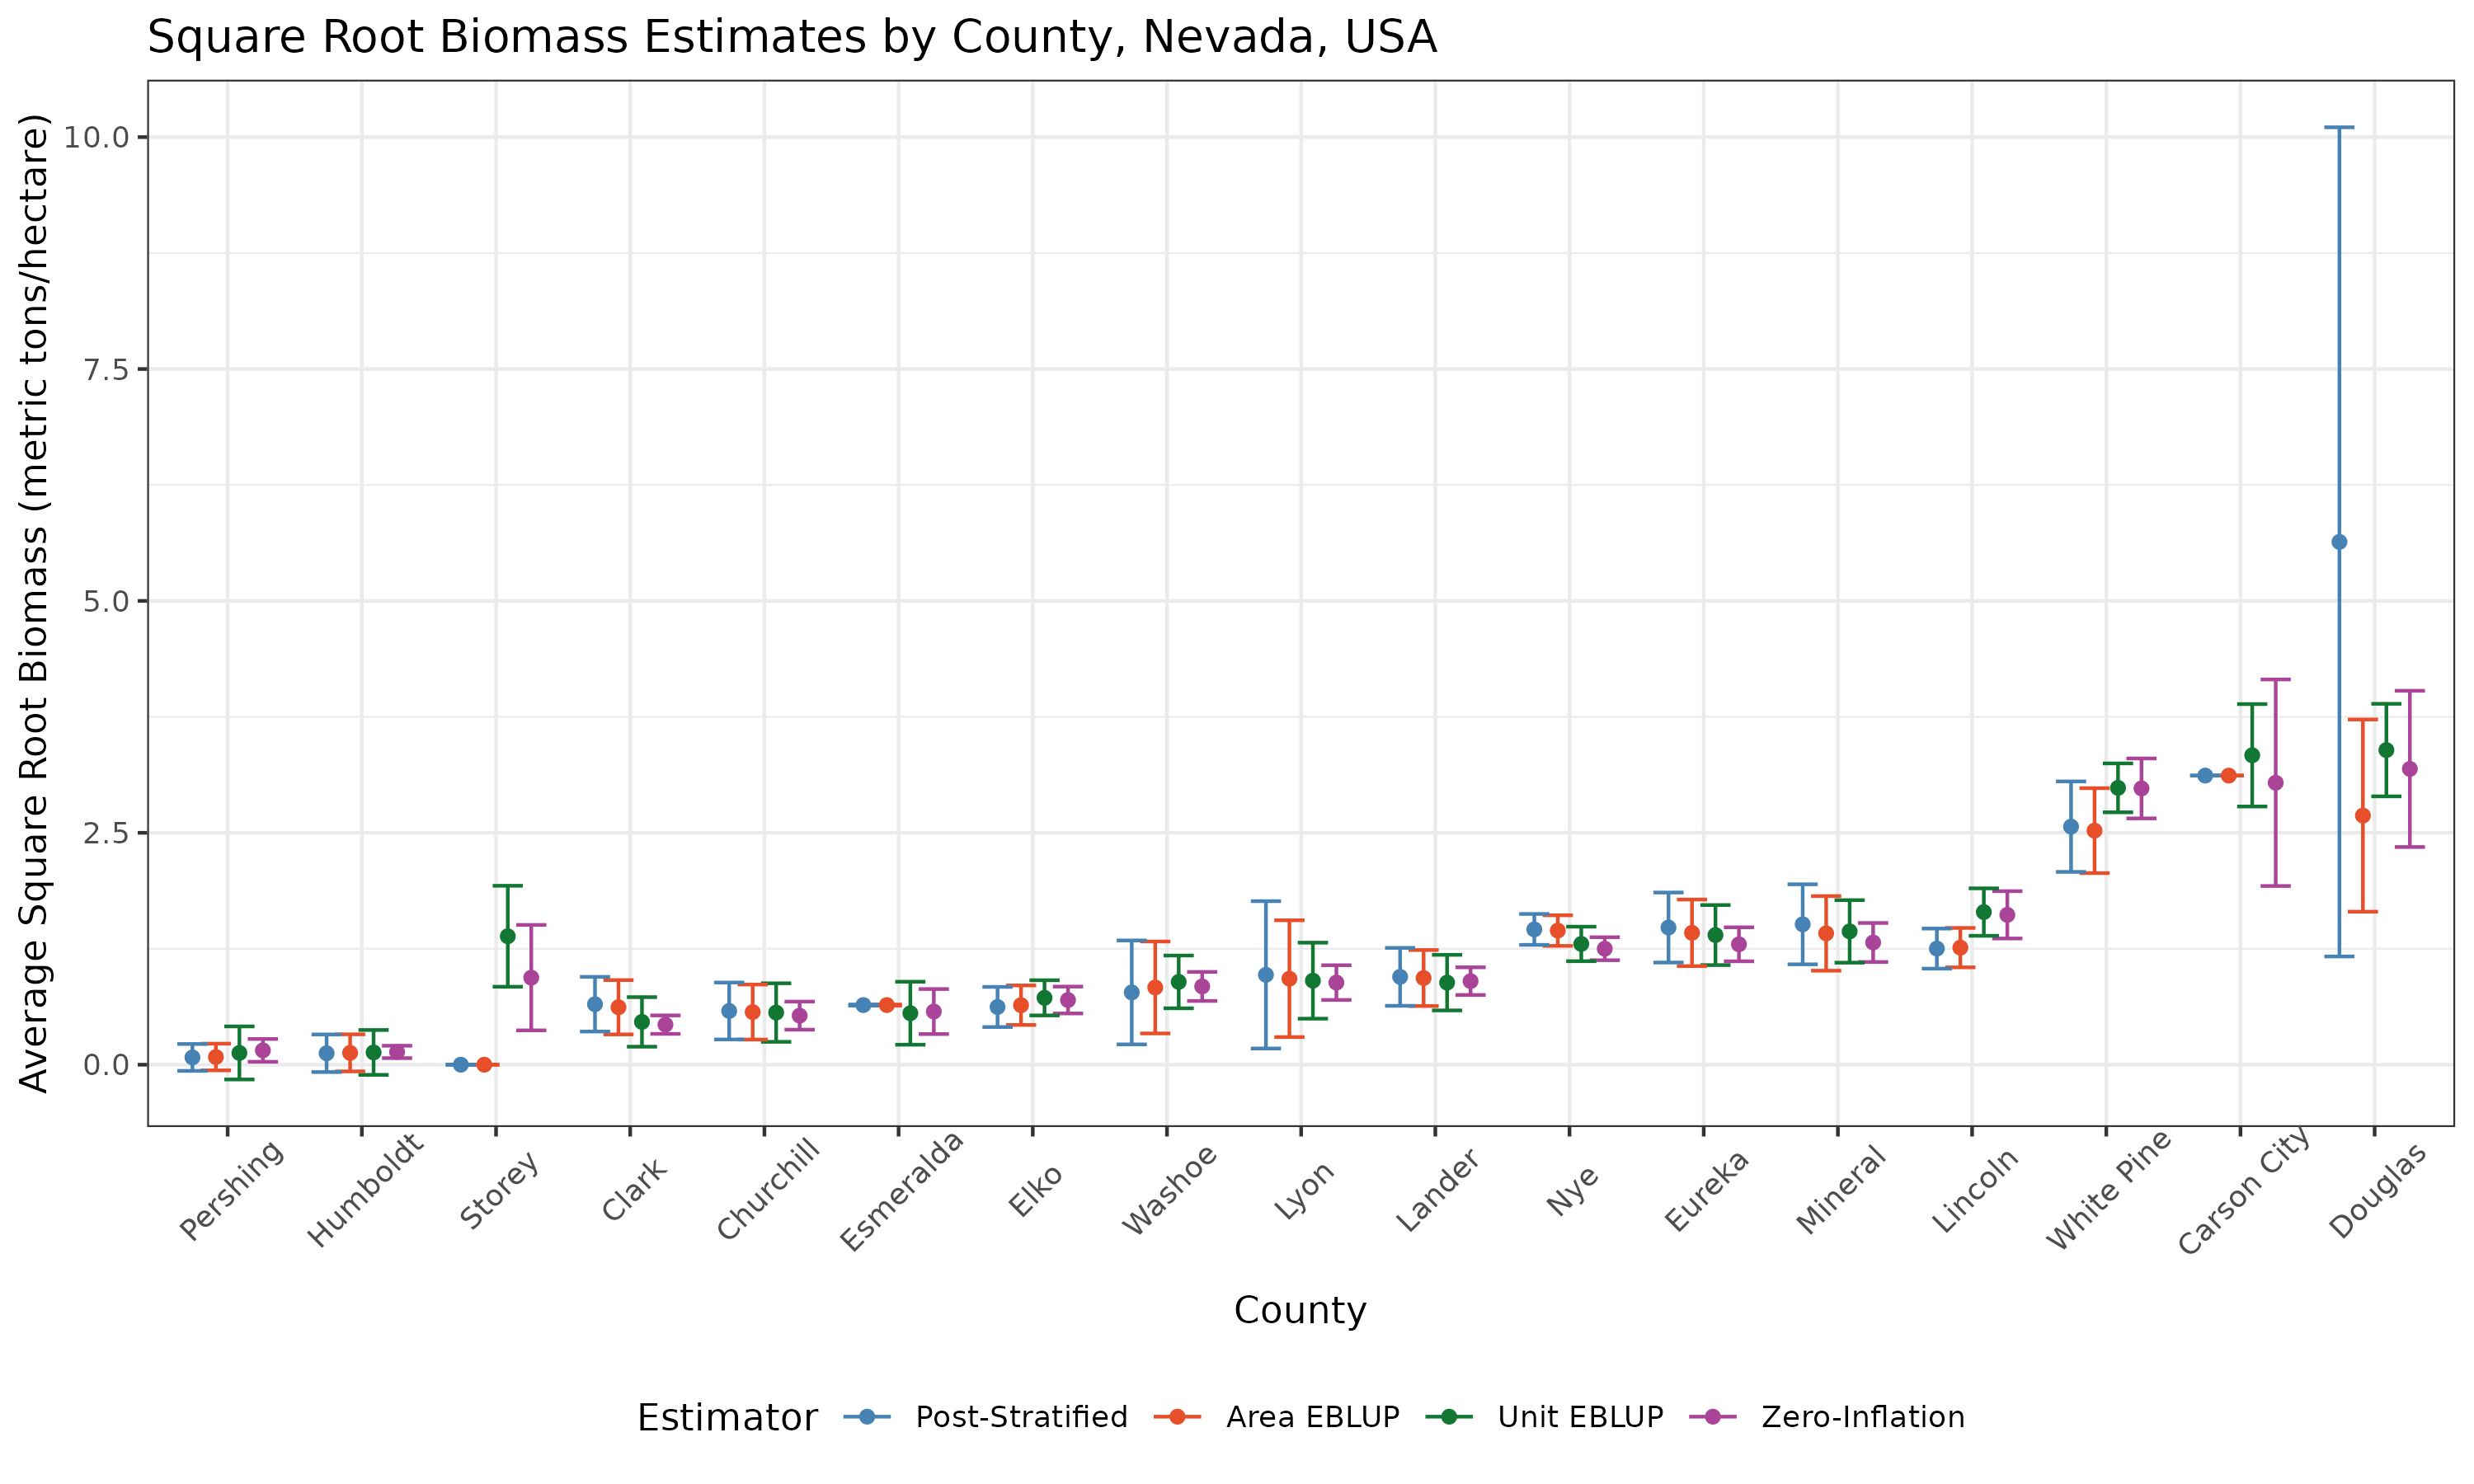 Square Root Biomass Estimates by County, Nevada, USA
Average Square Root Biomass (metric tons/hectare)
10.0
7.5
5.0
2.5
0.0
Pershing
Humboldt
Storey
Clark
Churchill
Esmeralda
Elko
Washoe
Lyon
Lander
Nye
Eureka
Mineral
Lincoln
White Pine
Carson City
Douglas
County
Estimator Post-Stratified Area EBLUP Unit EBLUP Zero-Inflation